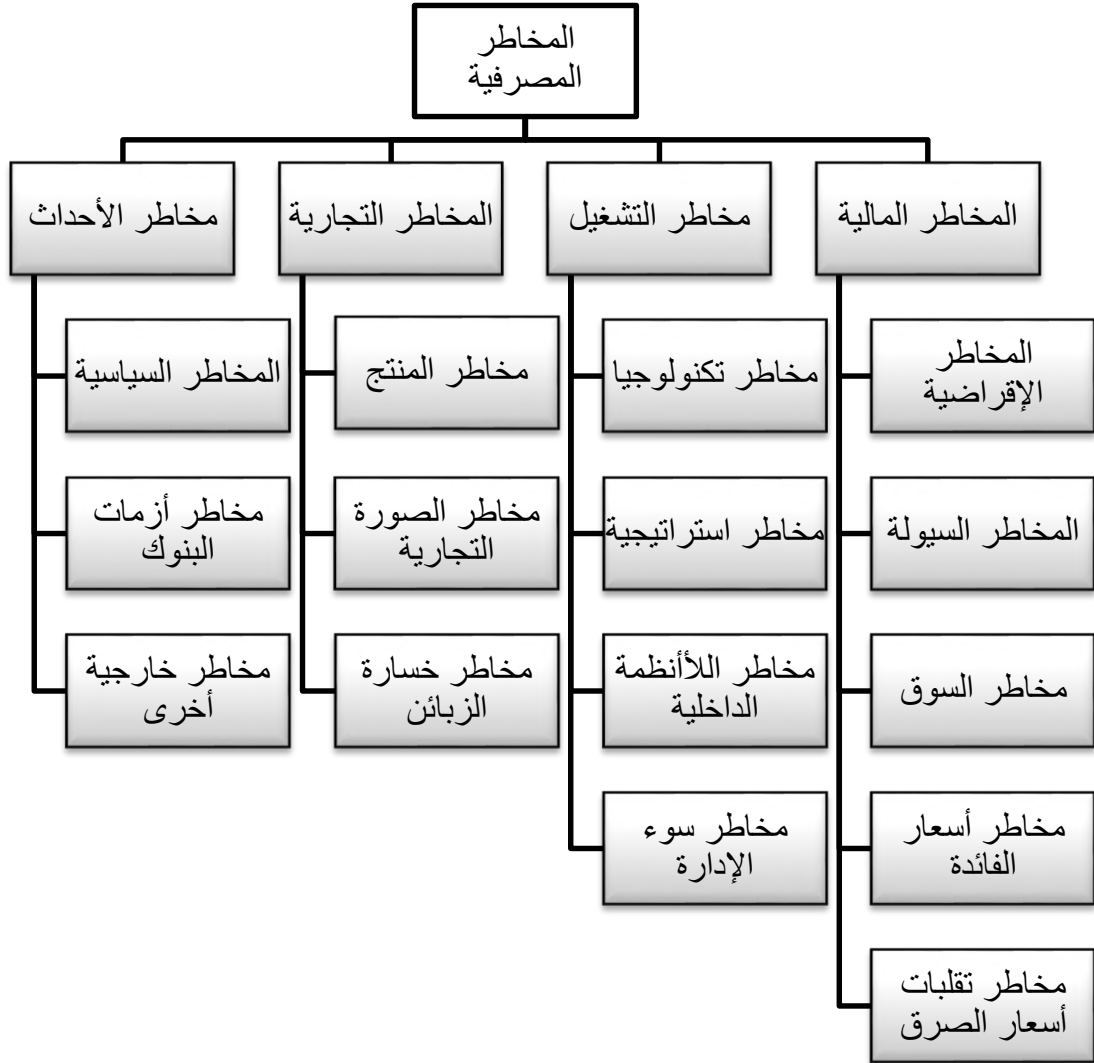 المخاطر
المصرفية
المخاطر المالية
مخاطر التشغيل
المخاطر التجارية
مخاطر الأحداث
المخاطر
الإقراضية
المخاطر السيولة
مخاطر السوق
مخاطر أسعار
الفائدة
مخاطر تقلبات
أسعار الصرق
مخاطر تكنولوجيا
مخاطر استراتيجية
مخاطر اللاأنظمة
الداخلية
مخاطر سوء
الإدارة
مخاطر المنتج
مخاطر الصورة
التجارية
مخاطر خسارة
الزبائن
المخاطر السياسية
مخاطر أزمات
البنوك
مخاطر خارجية
أخرى